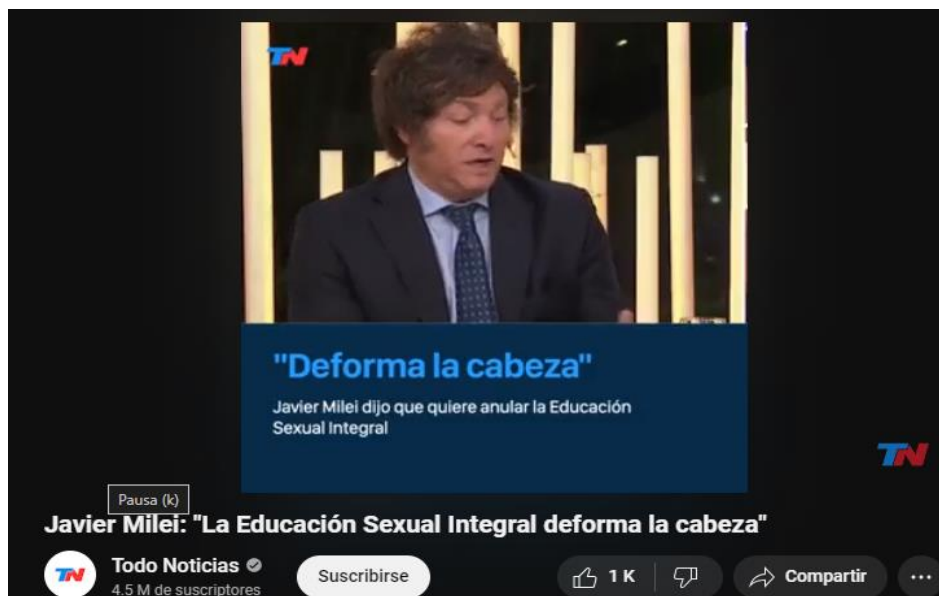 TN
"Deforma la cabeza"
Javier Milei dijo que quiere anular la Educación
Sexual Integral
TN
Pausa (k)
Javier Milei: "La Educación Sexual Integral deforma la cabeza"
TN
Todo Noticias
4.5 M de suscriptores
Suscribirse
1 K
Compartir